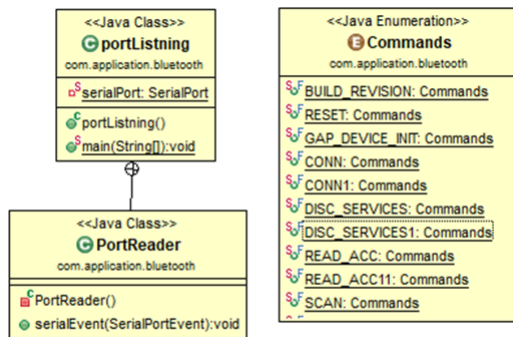 <<Java Class>>
portListning
com.application.bluetooth
serialPort: SerialPort
portListning()
main(String[]):void
<<Java Class>>
PortReader
com.application.bluetooth
PortReader()
serialEvent(SerialPortEvent):void
<<Java Enumeration>>
Commands
com.application.bluetooth
BUILD_REVISION: Commands
RESET: Commands
GAP_DEVICE_INIT: Commands
CONN: Commands
CONN1: Commands
DISC_SERVICES: Commands
DISC_SERVICES1: Commands
READ_ACC: Commands
READ_ACC11: Commands
SCAN: Commands